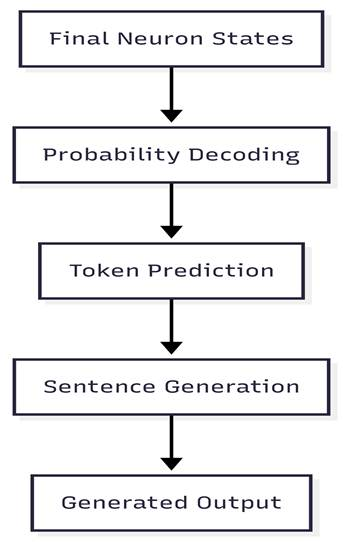 Final Neuron States
Probability Decoding
Token Prediction
Sentence Generation
Generated Output